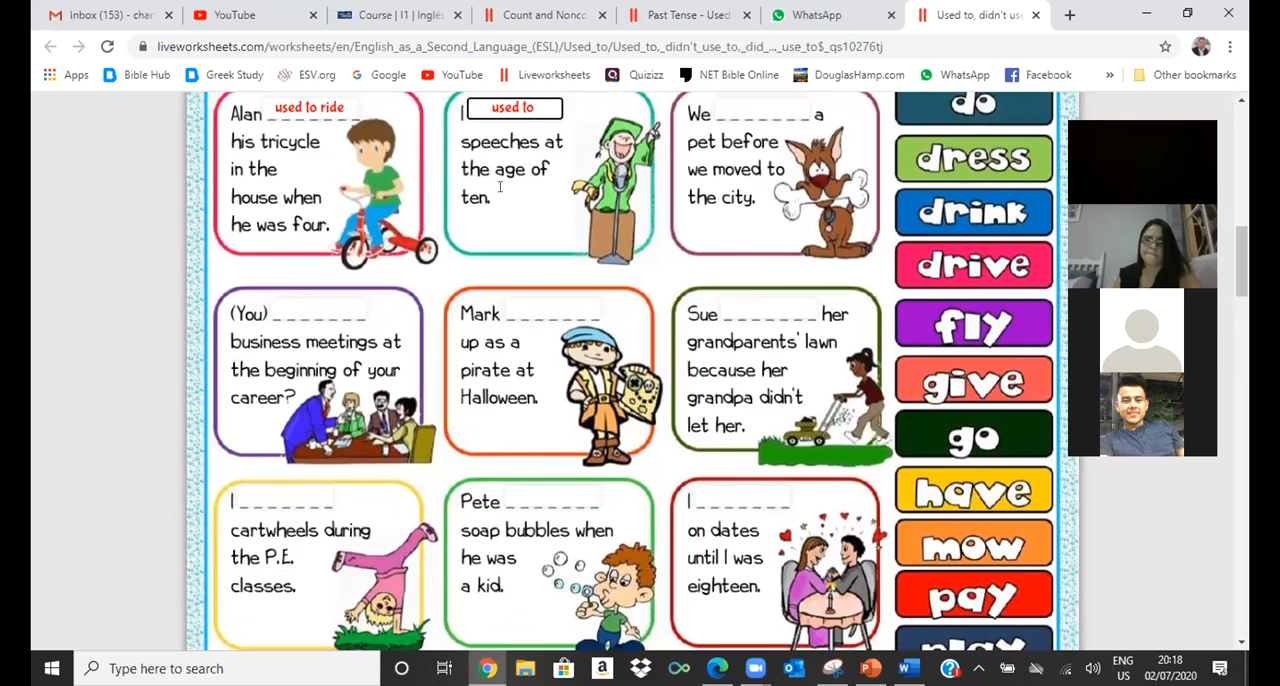 inbox (153) - char
YouTube
Course | I1 | Inglés
Count and Nonco
Past Tense - Used
WhatsApp
Used to, didn't use
liveworksheets.com/worksheets/en/English_as_a_Second_Language_(ESL)/Used_to/Used_to,_didn't_use_to,_did_..._use_to$_qs10276tj
Apps
Bible Hub
Greek Study
ESV.org
Google
YouTube
Liveworksheets
Quizizz
NET Bible Online
DouglasHamp.com
WhatsApp
Facebook
»
Other bookmarks
Alan used to ride
his tricycle
in the
house when
he was four.
I used to
speeches at
the age of
ten.
We _ _ _ _ _ _ _ _ a
pet before
we moved to
the city.
(You) _ _ _ _ _ _ _ _
business meetings at
the beginning of your
career?
Mark _ _ _ _ _ _ _ _
up as a
pirate at
Halloween.
Sue _ _ _ _ _ _ _ _ her
grandparents' lawn
because her
grandpa didn't
let her.
I _ _ _ _ _ _ _ _
cartwheels during
the P.E.
classes.
Pete _ _ _ _ _ _ _ _
soap bubbles when
he was
a kid.
I _ _ _ _ _ _ _ _
on dates
until I was
eighteen.
do
dress
drink
drive
fly
give
go
have
mow
pay
play
Type here to search
ENG
US
20:18
02/07/2020